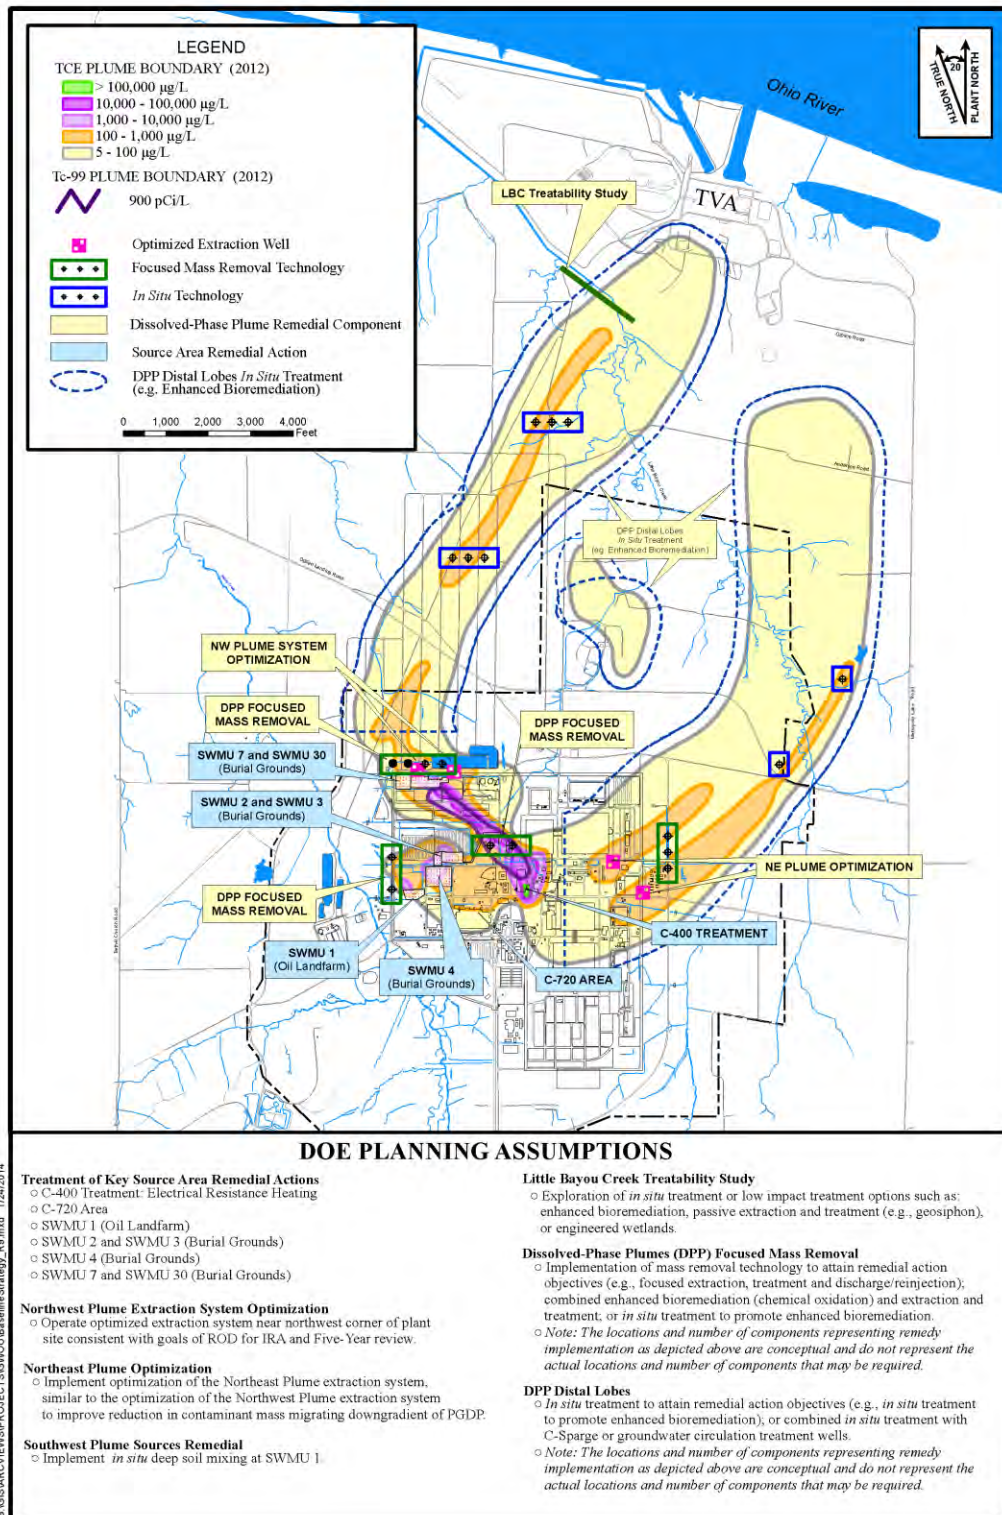 LEGEND
TCE PLUME BOUNDARY (2012)
> 100,000 µg/L
10,000 - 100,000 µg/L
1,000 - 10,000 µg/L
100 - 1,000 µg/L
5 - 100 µg/L
Tc-99 PLUME BOUNDARY (2012)
900 pCi/L
Optimized Extraction Well
Focused Mass Removal Technology
In Situ Technology
Dissolved-Phase Plume Remedial Component
Source Area Remedial Action
DPP Distal Lobes In Situ Treatment
(e.g. Enhanced Bioremediation)
0 1,000 2,000 3,000 4,000
Feet
TRUE NORTH
20
PLANT NORTH
Ohio River
TVA
LBC Treatability Study
DPP Distal Lobes
In Situ Treatment
(eg. Enhanced Bioremediation)
NW PLUME SYSTEM
OPTIMIZATION
DPP FOCUSED
MASS REMOVAL
DPP FOCUSED
MASS REMOVAL
SWMU 7 and SWMU 30
(Burial Grounds)
SWMU 2 and SWMU 3
(Burial Grounds)
NE PLUME OPTIMIZATION
DPP FOCUSED
MASS REMOVAL
C-400 TREATMENT
SWMU 1
(Oil Landfarm)
SWMU 4
(Burial Grounds)
C-720 AREA
DOE PLANNING ASSUMPTIONS
Treatment of Key Source Area Remedial Actions
○ C-400 Treatment: Electrical Resistance Heating
○ C-720 Area
○ SWMU 1 (Oil Landfarm)
○ SWMU 2 and SWMU 3 (Burial Grounds)
○ SWMU 4 (Burial Grounds)
○ SWMU 7 and SWMU 30 (Burial Grounds)
Northwest Plume Extraction System Optimization
○ Operate optimized extraction system near northwest corner of plant
site consistent with goals of ROD for IRA and Five-Year review.
Northeast Plume Optimization
○ Implement optimization of the Northeast Plume extraction system,
similar to the optimization of the Northwest Plume extraction system
to improve reduction in contaminant mass migrating downgradient of PGDP.
Southwest Plume Sources Remedial
○ Implement in situ deep soil mixing at SWMU 1.
Little Bayou Creek Treatability Study
○ Exploration of in situ treatment or low impact treatment options such as:
enhanced bioremediation, passive extraction and treatment (e.g., geosiphon),
or engineered wetlands.
Dissolved-Phase Plumes (DPP) Focused Mass Removal
○ Implementation of mass removal technology to attain remedial action
objectives (e.g., focused extraction, treatment and discharge/reinjection);
combined enhanced bioremediation (chemical oxidation) and extraction and
treatment; or in situ treatment to promote enhanced bioremediation.
○ Note: The locations and number of components representing remedy
implementation as depicted above are conceptual and do not represent the
actual locations and number of components that may be required.
DPP Distal Lobes
○ In situ treatment to attain remedial action objectives (e.g., in situ treatment
to promote enhanced bioremediation); or combined in situ treatment with
C-Sparge or groundwater circulation treatment wells.
○ Note: The locations and number of components representing remedy
implementation as depicted above are conceptual and do not represent the
actual locations and number of components that may be required.